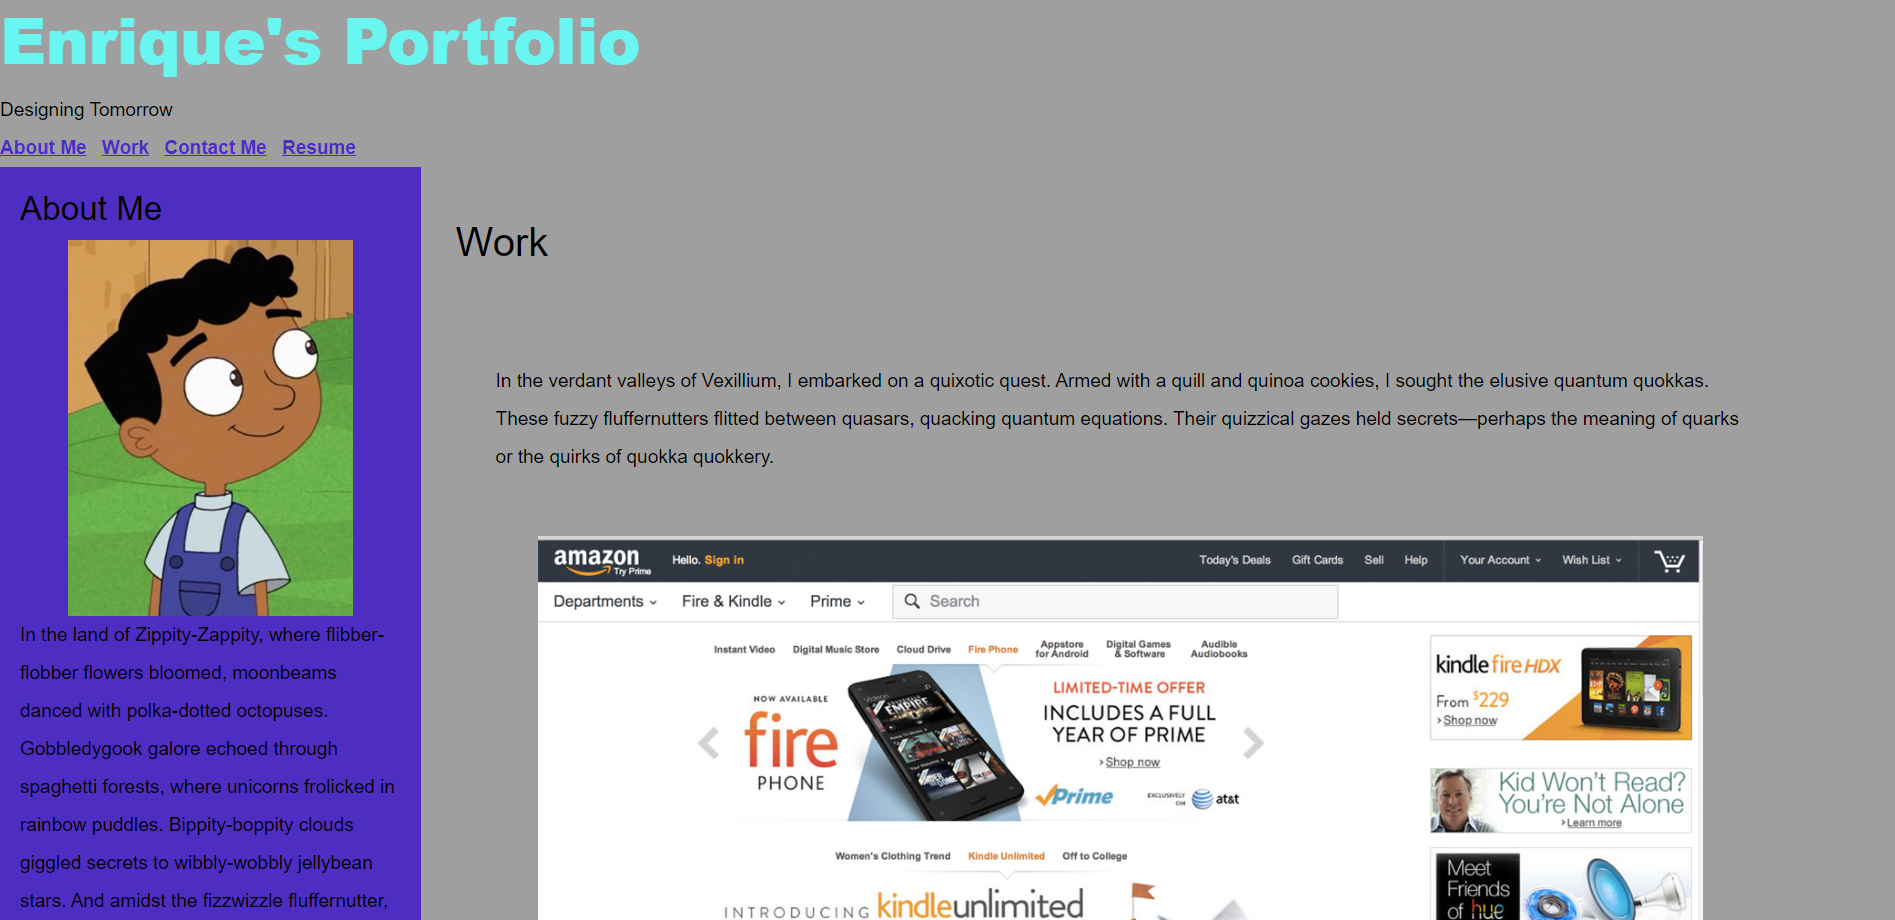 Enrique's Portfolio
Designing Tomorrow
About Me Work Contact Me Resume
About Me
In the land of Zippity-Zappity, where flibber-
flobber flowers bloomed, moonbeams
danced with polka-dotted octopuses.
Gobbledygook galore echoed through
spaghetti forests, where unicorns frolicked in
rainbow puddles. Bippity-boppity clouds
giggled secrets to wibbly-wobbly jellybean
stars. And amidst the fizzwizzle fluffernutter,
Work
In the verdant valleys of Vexillium, I embarked on a quixotic quest. Armed with a quill and quinoa cookies, I sought the elusive quantum quokkas.
These fuzzy fluffernutters flitted between quasars, quacking quantum equations. Their quizzical gazes held secrets—perhaps the meaning of quarks
or the quirks of quokka quokkery.
amazon
Try Prime
Hello. Sign in
Today's Deals Gift Cards Sell Help Your Account Wish List
Departments Fire & Kindle Prime Search
Instant Video Digital Music Store Cloud Drive Fire Phone Appstore for Android Digital Games & Software Audible Audiobooks
NOW AVAILABLE
fire
PHONE
Videos
EMPIRE
LIMITED-TIME OFFER
INCLUDES A FULL
YEAR OF PRIME
Shop now
Prime
EXCLUSIVELY ON at&t
Women's Clothing Trend Kindle Unlimited Off to College
INTRODUCING kindleunlimited
kindle fire HDX
From $229
Shop now
Kid Won't Read?
You're Not Alone
Learn more
Meet
Friends
of hue